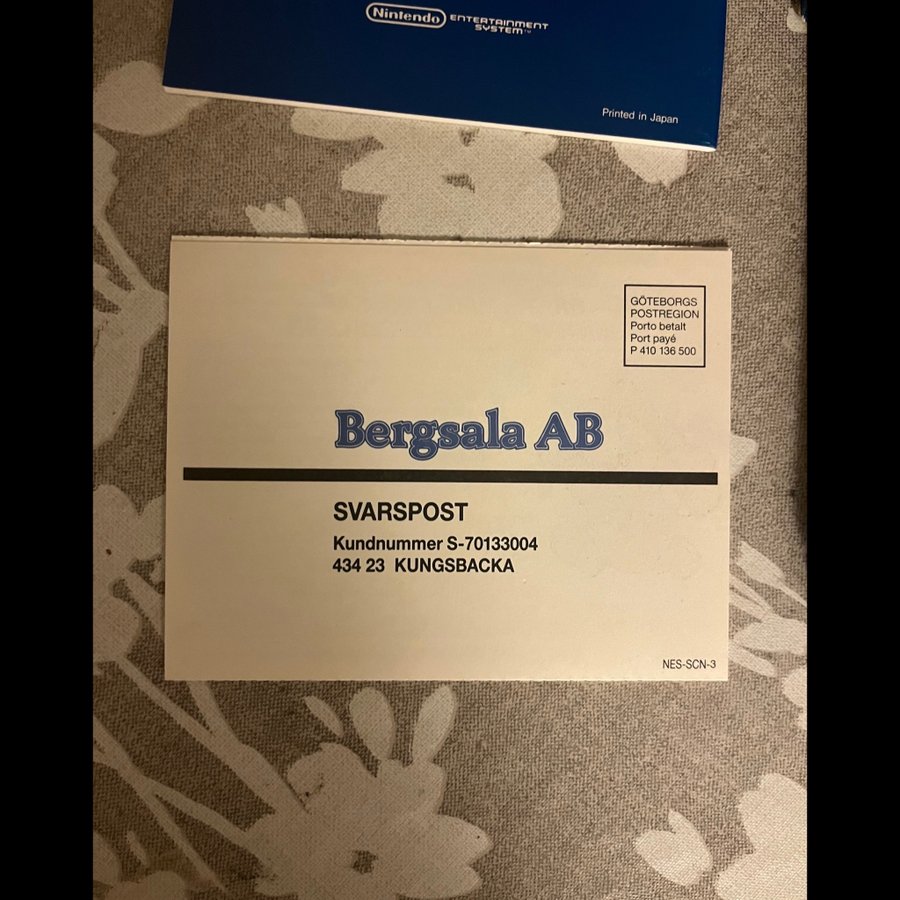 Nintendo ENTERTAINMENT
SYSTEM™
Printed in Japan
GÖTEBORGS
POSTREGION
Porto betalt
Port payé
P 410 136 500
Bergsala AB
SVARSPOST
Kundnummer S-70133004
434 23 KUNGSBACKA
NES-SCN-3